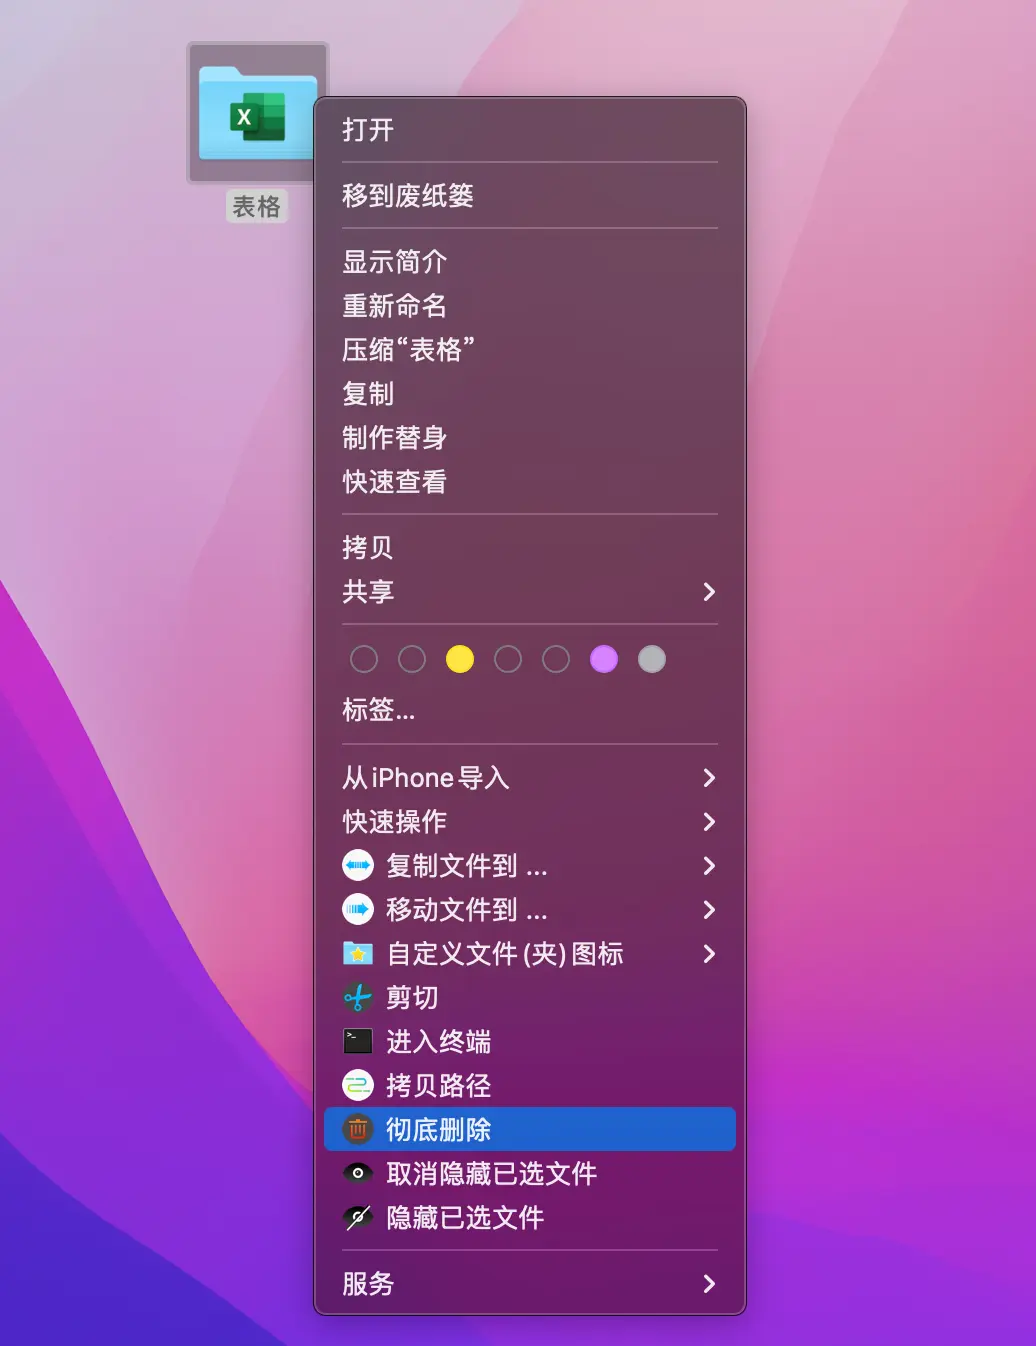 X
表格
打开
移到废纸篓
显示简介
重新命名
压缩“表格”
复制
制作替身
快速查看
拷贝
共享
标签...
从iPhone导入
快速操作
复制文件到 ...
移动文件到 ...
自定义文件(夹)图标
剪切
进入终端
拷贝路径
彻底删除
取消隐藏已选文件
隐藏已选文件
服务